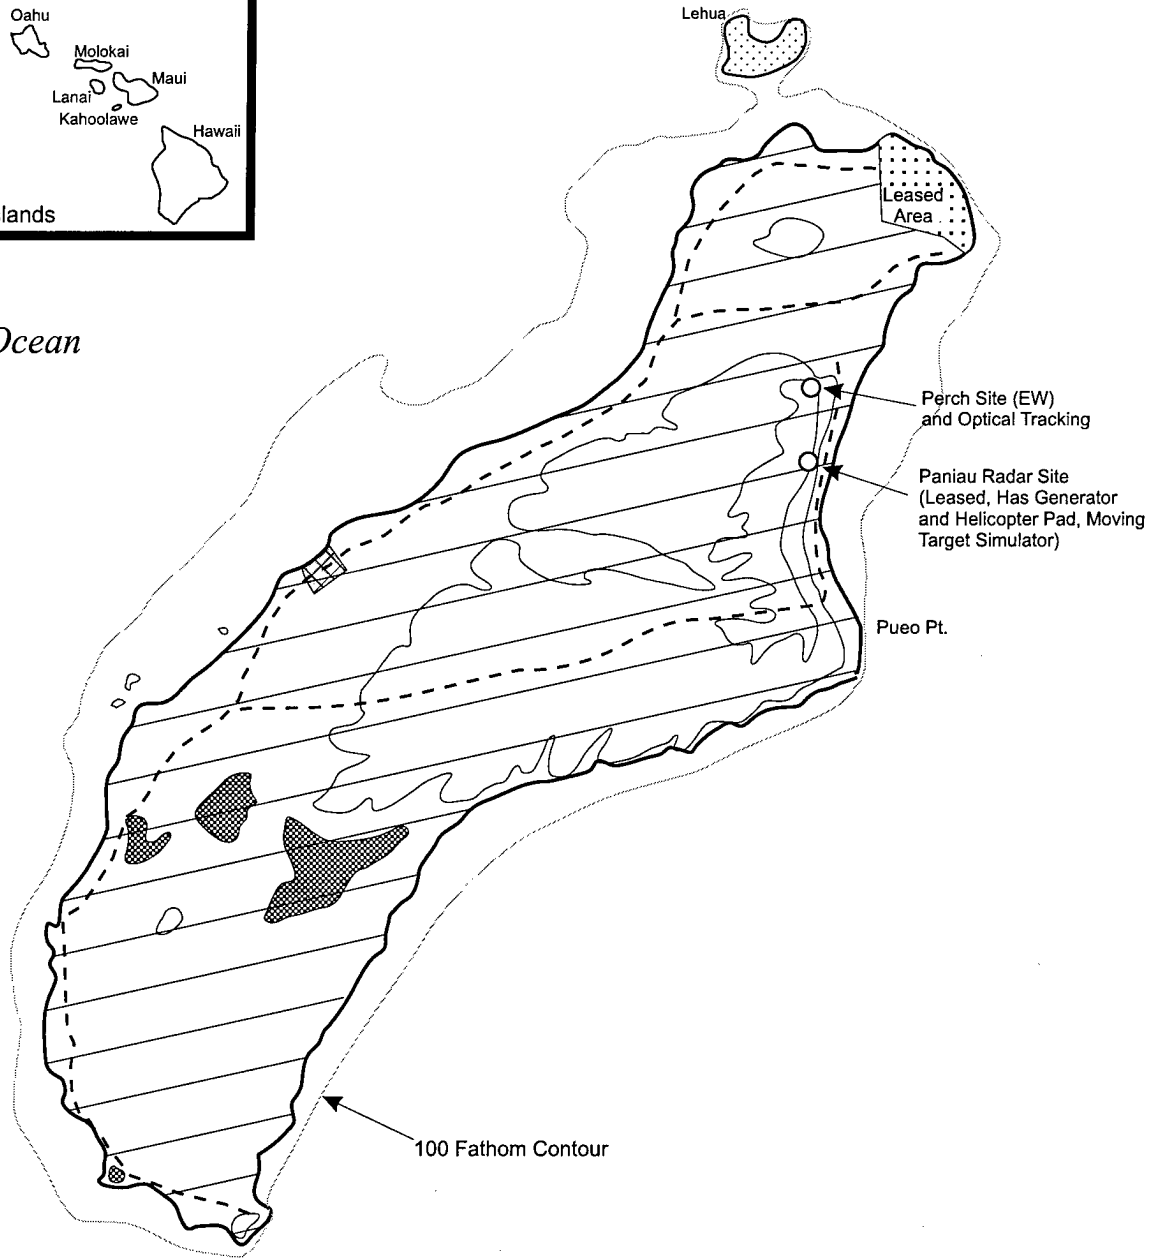 Oahu
Molokai
Maui
Lanai
Kahoolawe
Hawaii
Ocean
Lehua
Leased
Area
Perch Site (EW)
and Optical Tracking
Paniau Radar Site
(Leased, Has Generator
and Helicopter Pad, Moving
Target Simulator)
Pueo Pt.
100 Fathom Contour